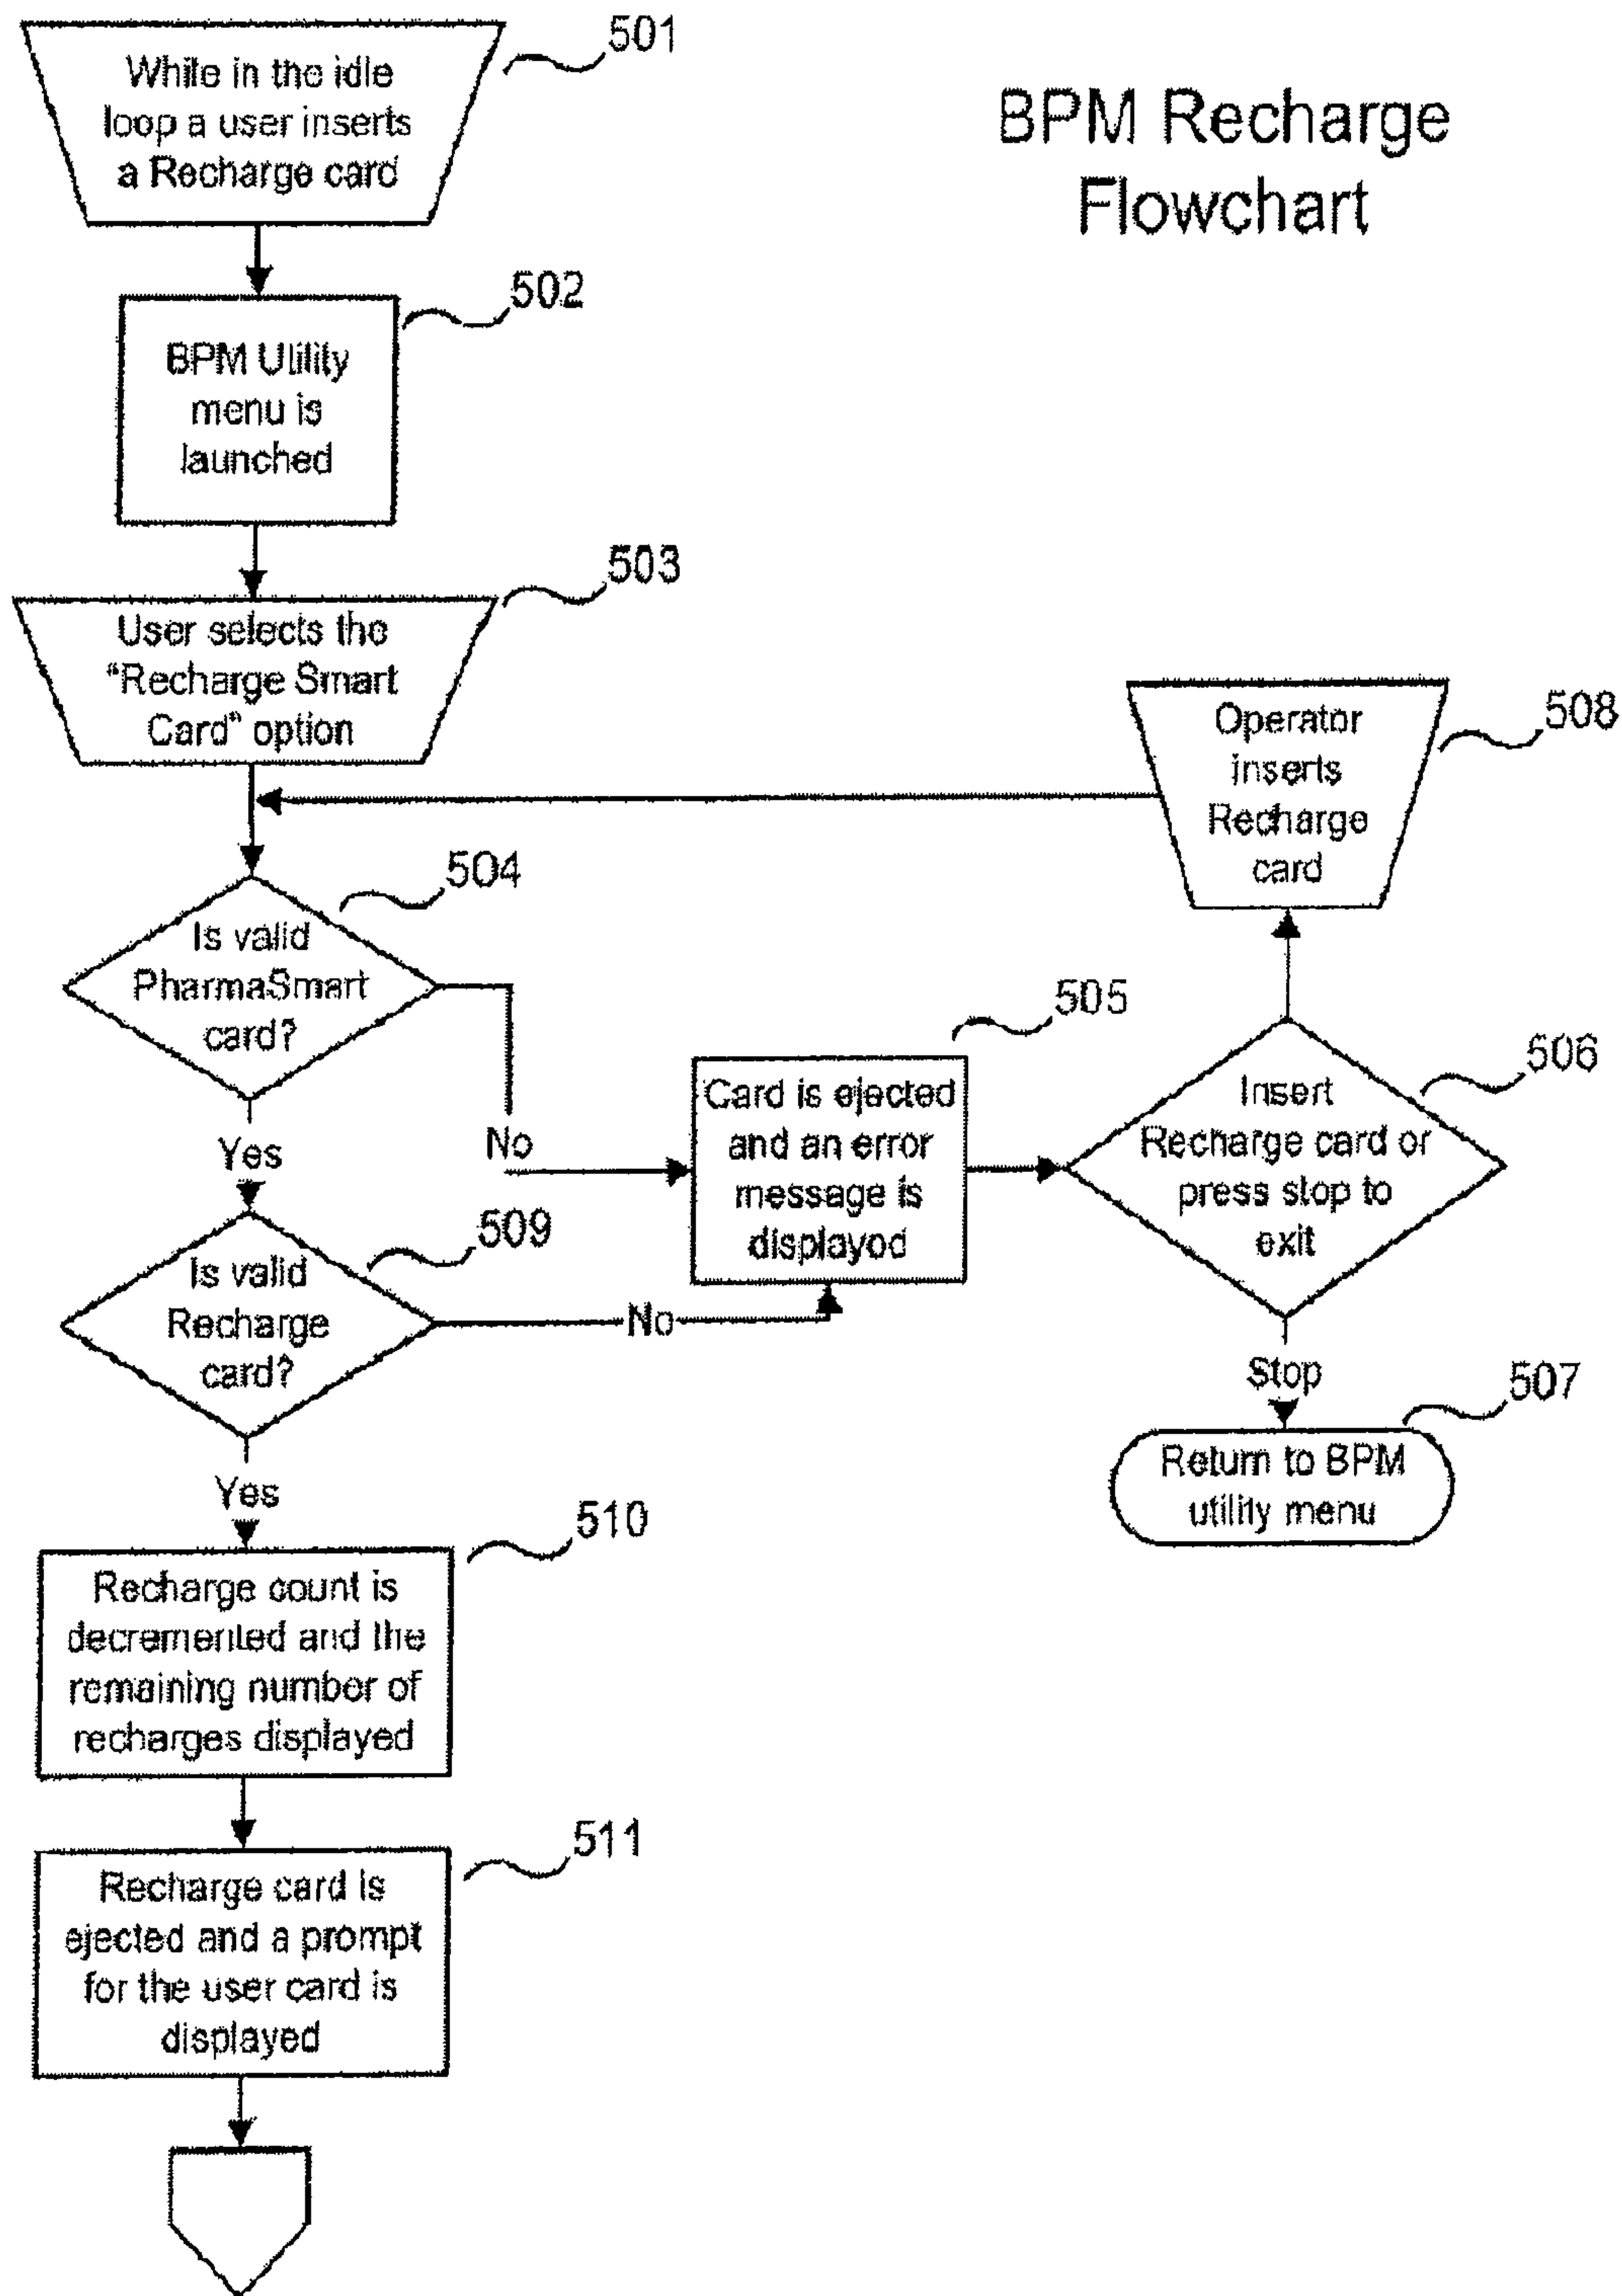 BPM Recharge
Flowchart
501
While in the idle
loop a user inserts
a Recharge card
502
BPM Utility
menu is
launched
503
User selects the
"Recharge Smart
Card" option
508
Operator
inserts
Recharge
card
504
Is valid
PharmaSmart
card?
No
Yes
505
Card is ejected
and an error
message is
displayed
506
Insert
Recharge card or
press stop to
exit
Stop
507
Return to BPM
utility menu
509
Is valid
Recharge
card?
No
Yes
510
Recharge count is
decremented and the
remaining number of
recharges displayed
511
Recharge card is
ejected and a prompt
for the user card is
displayed